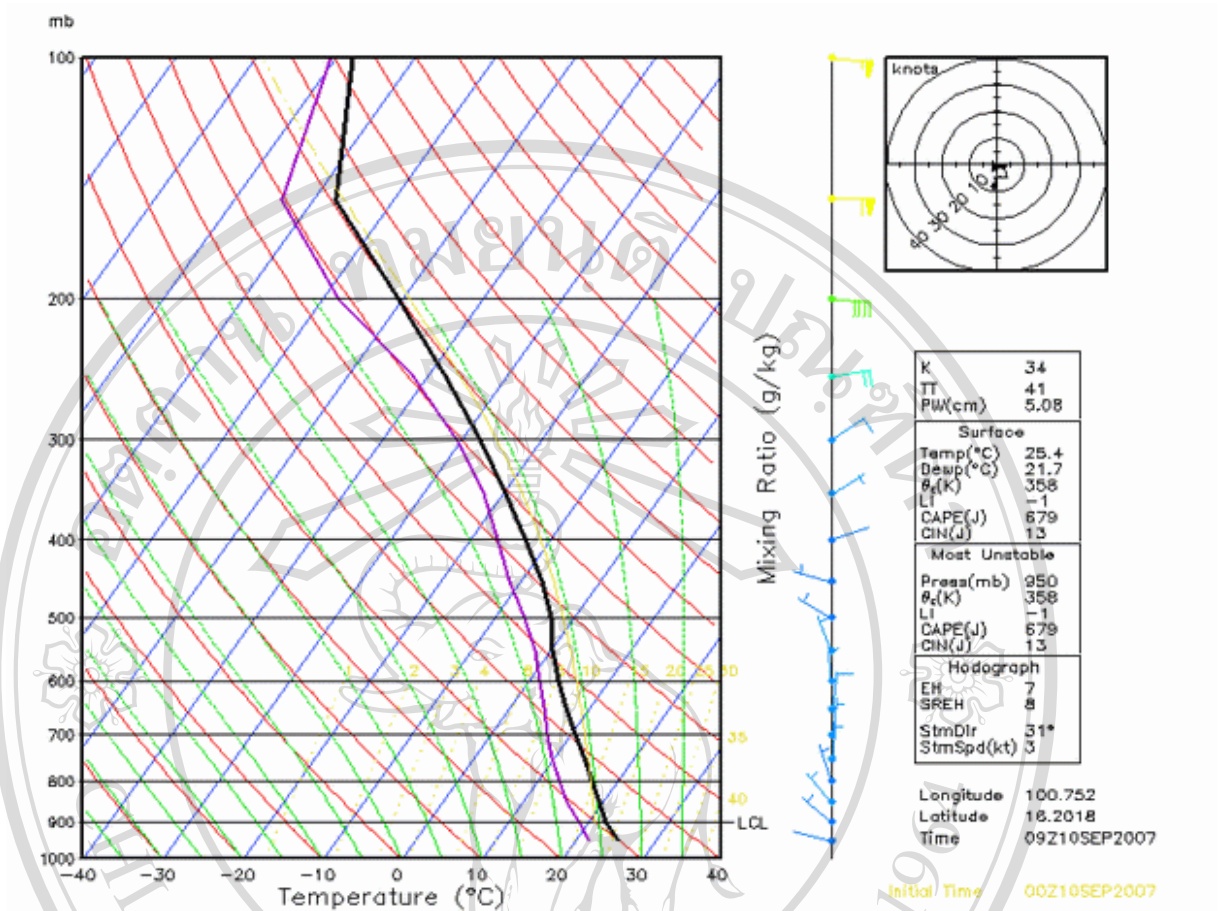 mb
100
200
300
400
500
600
700
800
900
1000
-40 -30 -20 -10 0 10 20 30 40
Temperature (°C)
1 2 3 4 8 10 15 20 25 30
35
40
LCL
Mixing Ratio (g/kg)
knots
10
20
30
40
K 34
TT 41
PW(cm) 5.08
Surface
Temp(°C) 25.4
Dewp(°C) 21.7
θe(K) 358
LI -1
CAPE(J) 679
CIN(J) 13
Most Unstable
Press(mb) 950
θe(K) 358
LI -1
CAPE(J) 679
CIN(J) 13
Hodograph
EH 7
SREH 8
StmDir 31°
StmSpd(kt) 3
Longitude 100.752
Latitude 16.2018
Time 09Z10SEP2007
Initial Time 00Z10SEP2007
1964